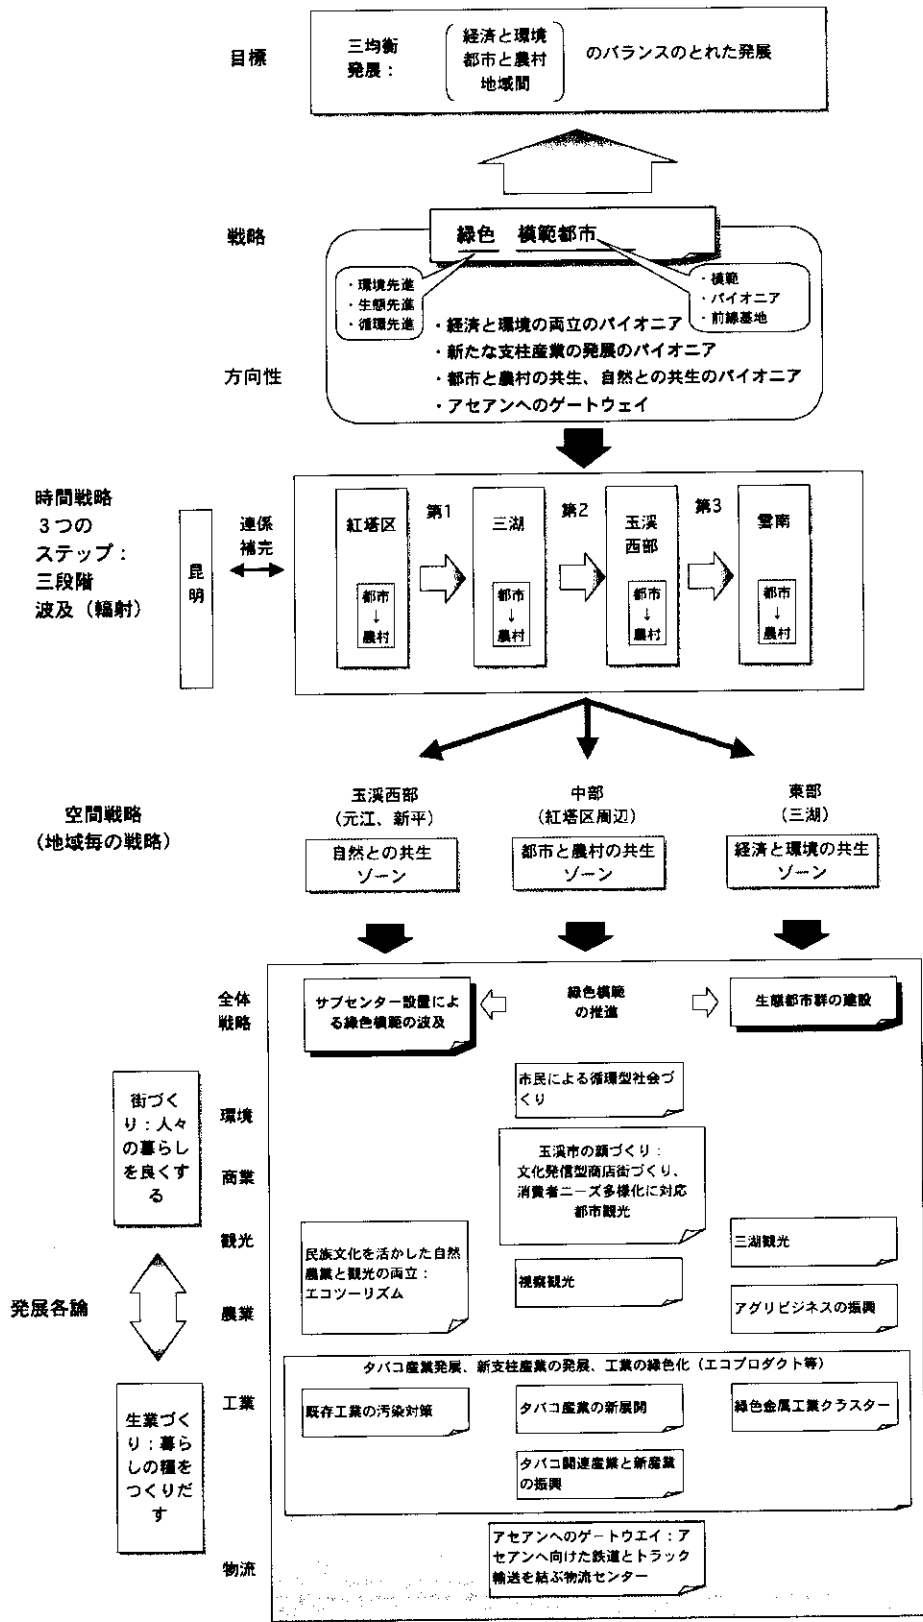 目標
三均衡
発展：
経済と環境
都市と農村
地域間
のバランスのとれた発展
戦略
緑色 模範都市
・環境先進
・生態先進
・循環先進
・模範
・パイオニア
・前線基地
方向性
・経済と環境の両立のパイオニア
・新たな支柱産業の発展のパイオニア
・都市と農村の共生、自然との共生のパイオニア
・アセアンへのゲートウェイ
時間戦略
3つの
ステップ：
三段階
波及（輻射）
昆明
連係
補完
紅塔区
都市
↓
農村
第1
三湖
都市
↓
農村
第2
玉溪
西部
都市
↓
農村
第3
雲南
都市
↓
農村
空間戦略
（地域毎の戦略）
玉溪西部
（元江、新平）
自然との共生
ゾーン
中部
（紅塔区周辺）
都市と農村の共生
ゾーン
東部
（三湖）
経済と環境の共生
ゾーン
全体
戦略
サブセンター設置によ
る緑色模範の波及
緑色模範
の推進
生態都市群の建設
発展各論
街づく
り：人々
の暮らし
を良くす
る
生業づく
り：暮ら
しの糧を
つくりだ
す
環境
市民による循環型社会づ
くり
商業
玉溪市の顔づくり：
文化発信型商店街づくり、
消費者ニーズ多様化に対応
都市観光
観光
民族文化を活かした自然
農業と観光の両立：
エコツーリズム
視察観光
三湖観光
農業
アグリビジネスの振興
工業
タバコ産業発展、新支柱産業の発展、工業の緑色化（エコプロダクト等）
既存工業の汚染対策
タバコ産業の新展開
緑色金属工業クラスター
タバコ関連産業と新産業
の振興
物流
アセアンへのゲートウエイ：ア
セアンへ向けた鉄道とトラック
輸送を結ぶ物流センター